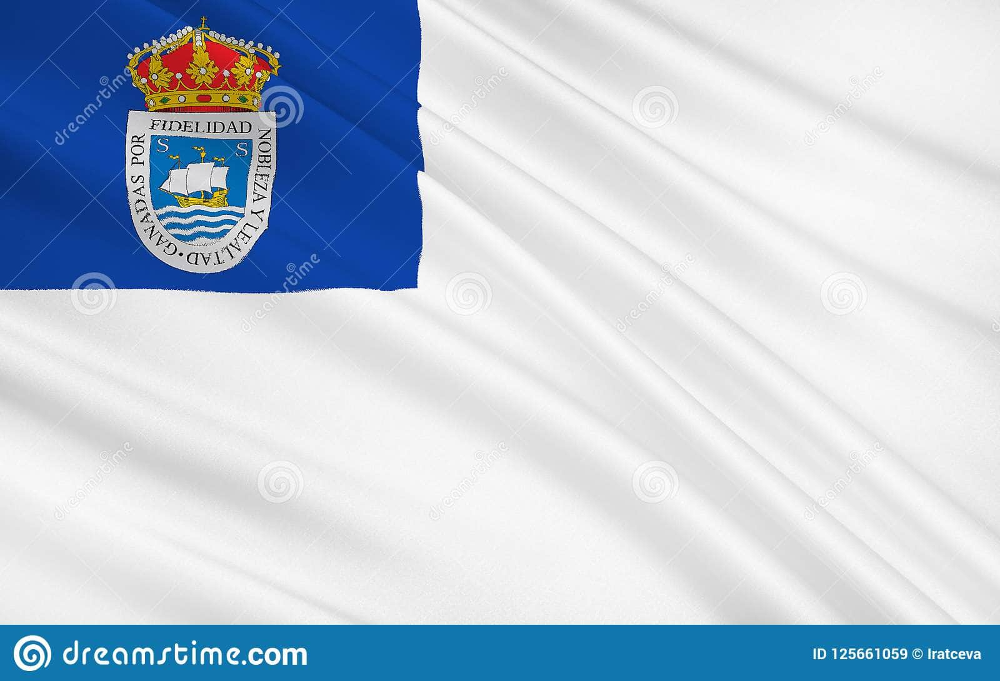 FIDELIDAD
S S
GANADAS POR
NOBLEZA Y LEALTAD
dreamstime.com
ID 125661059 © Iratceva